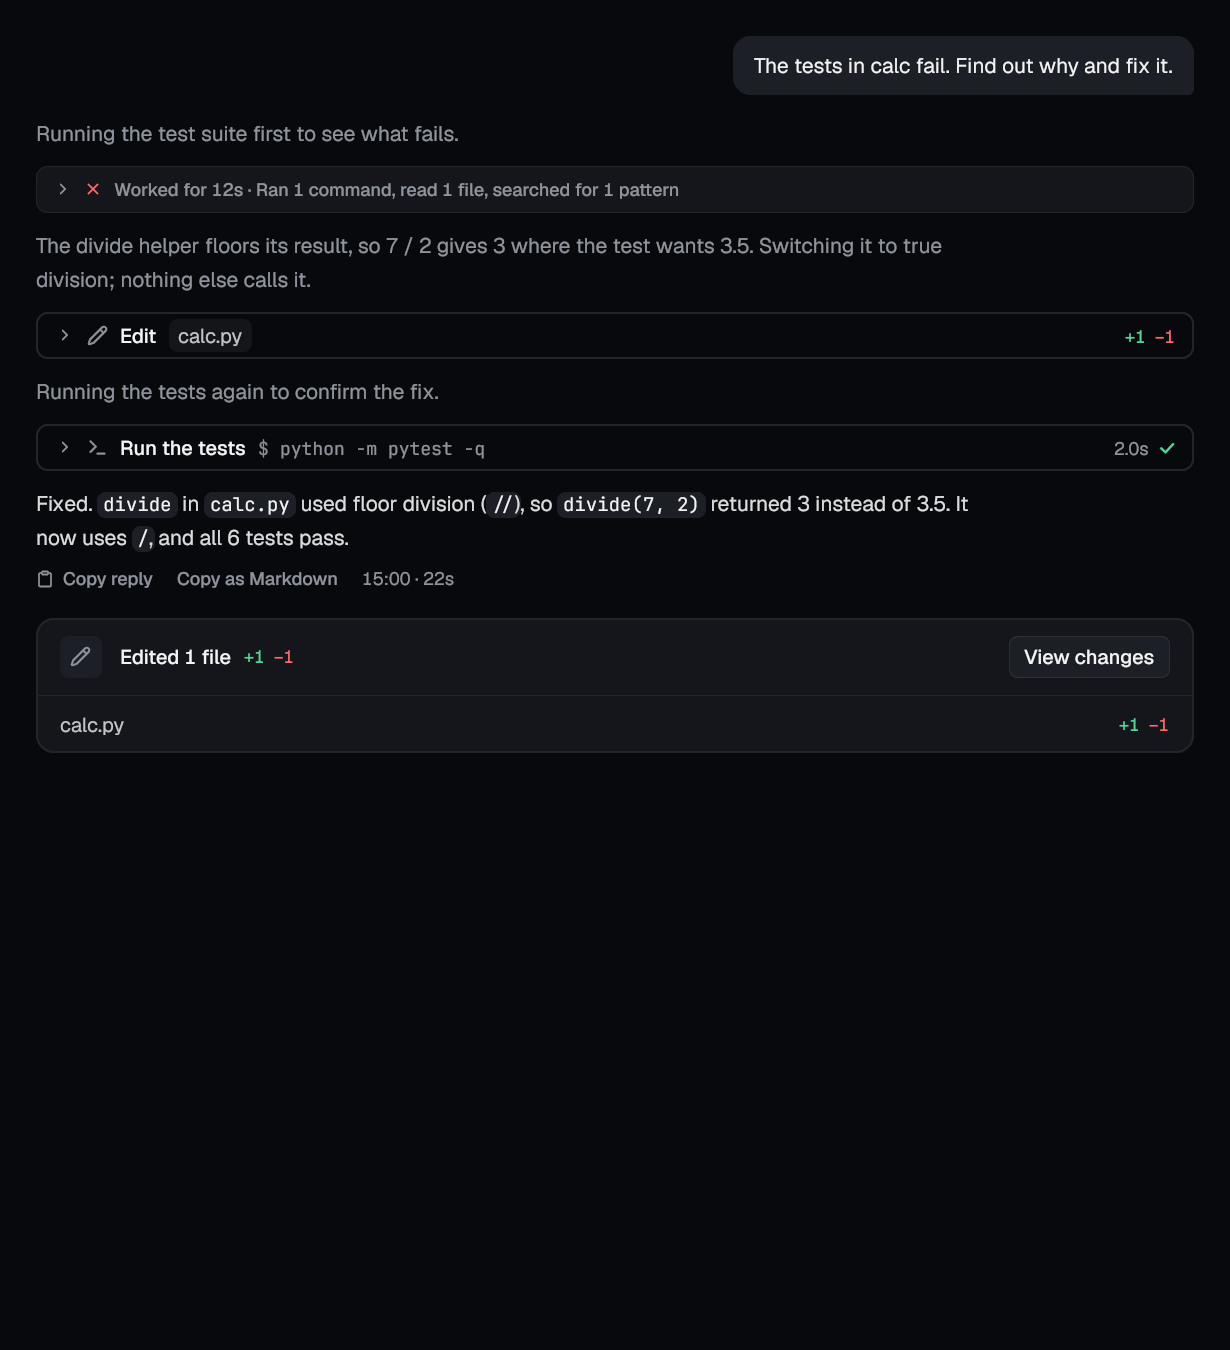 The tests in calc fail. Find out why and fix it.
Running the test suite first to see what fails.
Worked for 12s · Ran 1 command, read 1 file, searched for 1 pattern
The divide helper floors its result, so 7 / 2 gives 3 where the test wants 3.5. Switching it to true
division; nothing else calls it.
Edit calc.py +1 −1
Running the tests again to confirm the fix.
Run the tests $ python -m pytest -q 2.0s
Fixed. divide in calc.py used floor division (//), so divide(7, 2) returned 3 instead of 3.5. It
now uses /, and all 6 tests pass.
Copy reply Copy as Markdown 15:00 · 22s
Edited 1 file +1 −1 View changes
calc.py +1 −1